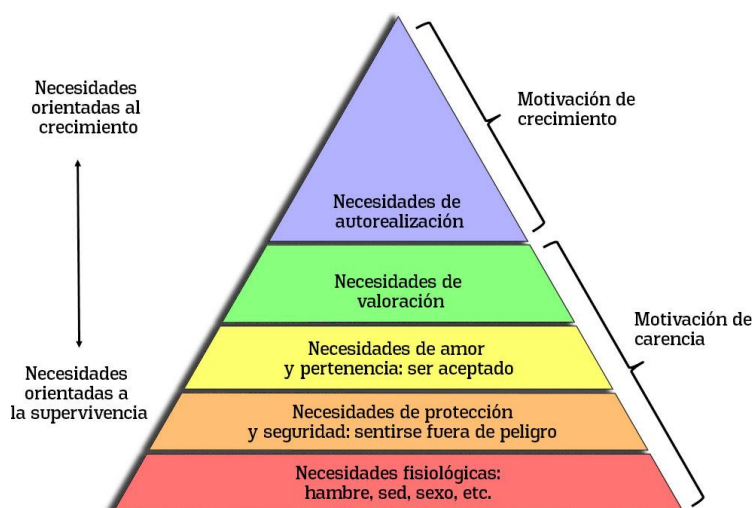 Necesidades
orientadas al
crecimiento
Motivación de
crecimiento
Necesidades de
autorealización
Necesidades de
valoración
Motivación de
carencia
Necesidades de amor
y pertenencia: ser aceptado
Necesidades
orientadas a
la supervivencia
Necesidades de protección
y seguridad: sentirse fuera de peligro
Necesidades fisiológicas:
hambre, sed, sexo, etc.